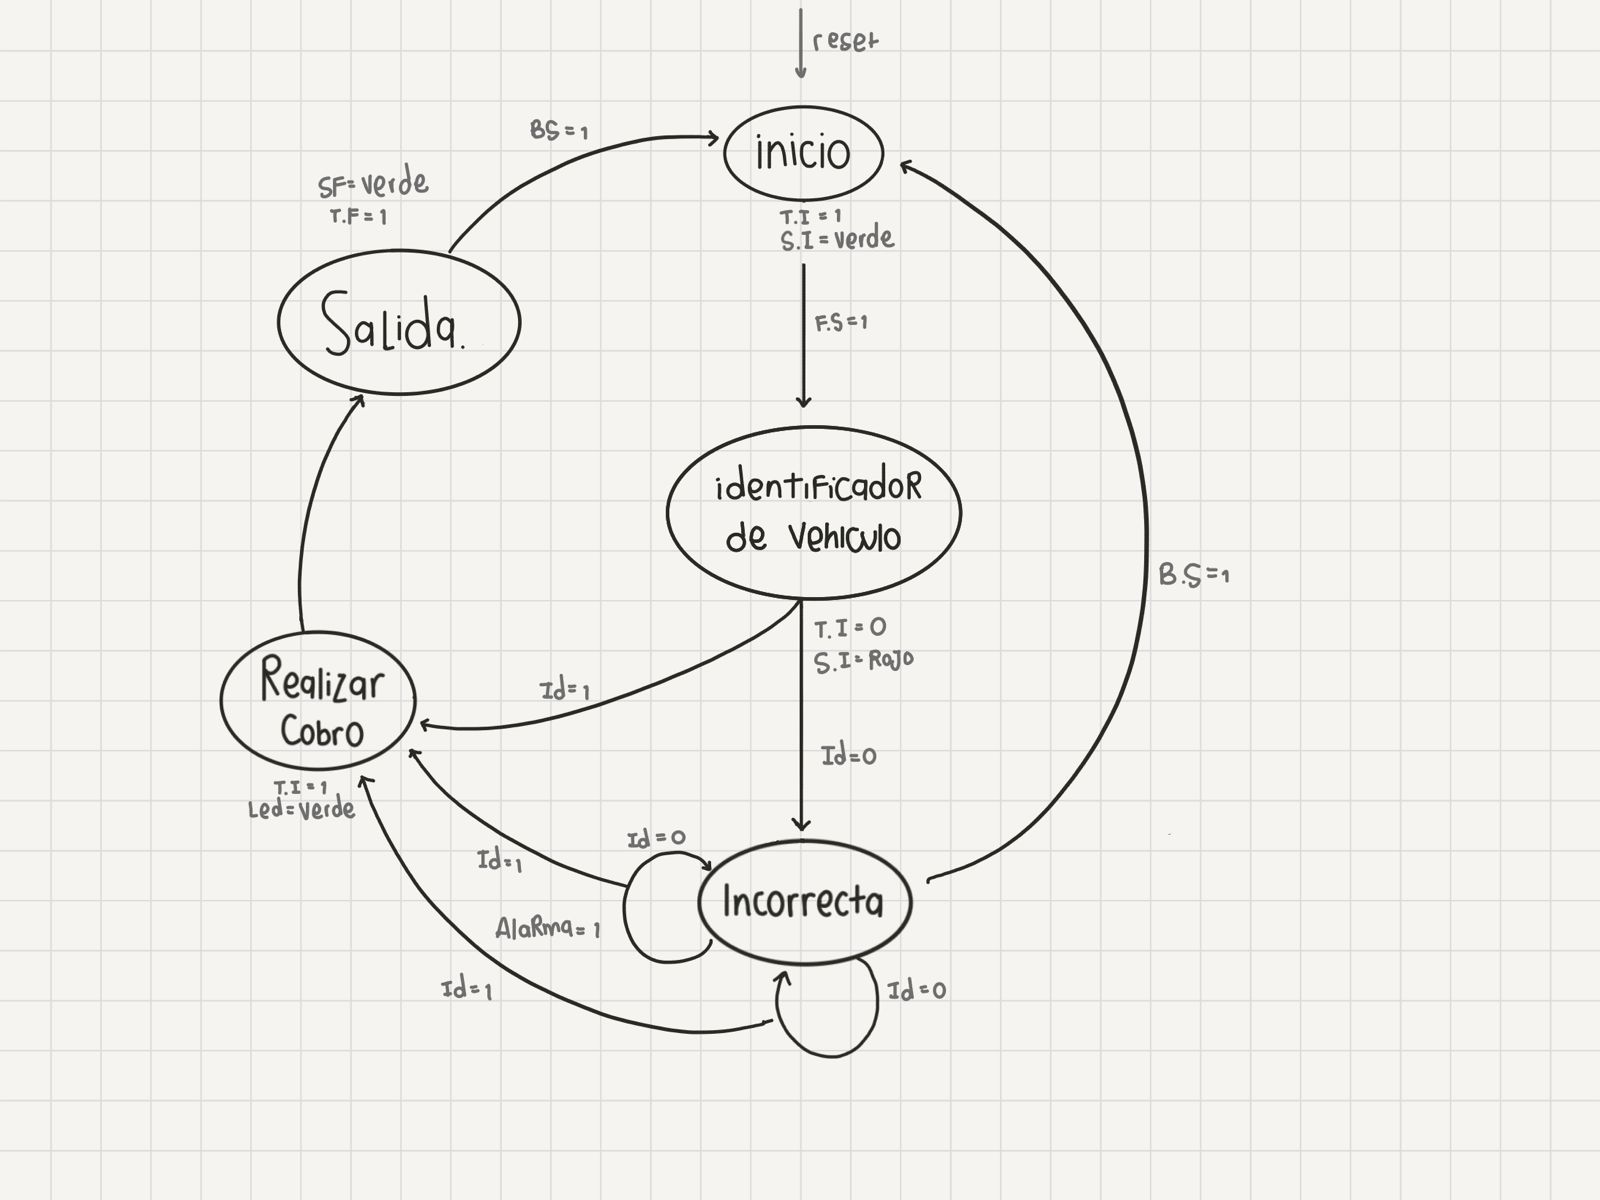 reset
inicio
T.I = 1
S.I = verde
BS = 1
SF = verde
T.F = 1
Salida.
F.S = 1
identificador
de vehiculo
T.I = 0
S.I = Rojo
B.S = 1
Realizar
Cobro
T.I = 1
Led = verde
Id = 1
Id = 0
Id = 0
Id = 1
Incorrecta
Alarma = 1
Id = 1
Id = 0